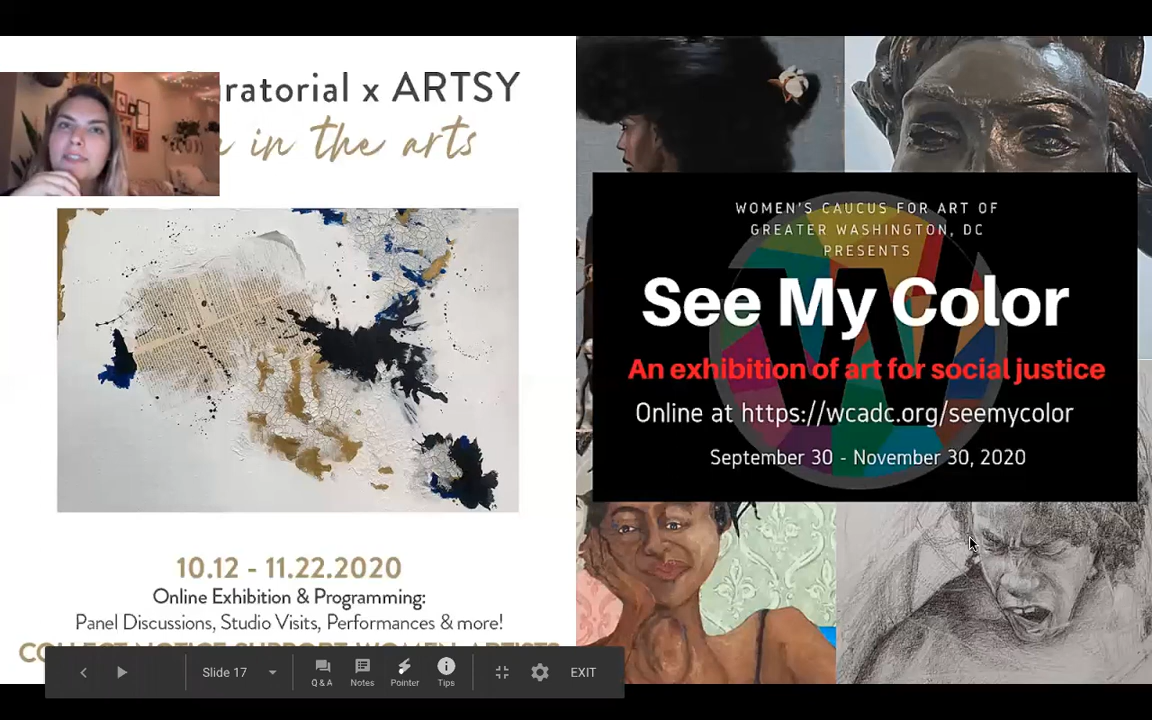 ratorial x ARTSY
in the arts
10.12 - 11.22.2020
Online Exhibition & Programming:
Panel Discussions, Studio Visits, Performances & more!
WOMEN'S CAUCUS FOR ART OF
GREATER WASHINGTON, DC
PRESENTS
See My Color
An exhibition of art for social justice
Online at https://wcadc.org/seemycolor
September 30 - November 30, 2020
Slide 17
Q & A
Notes
Pointer
Tips
EXIT